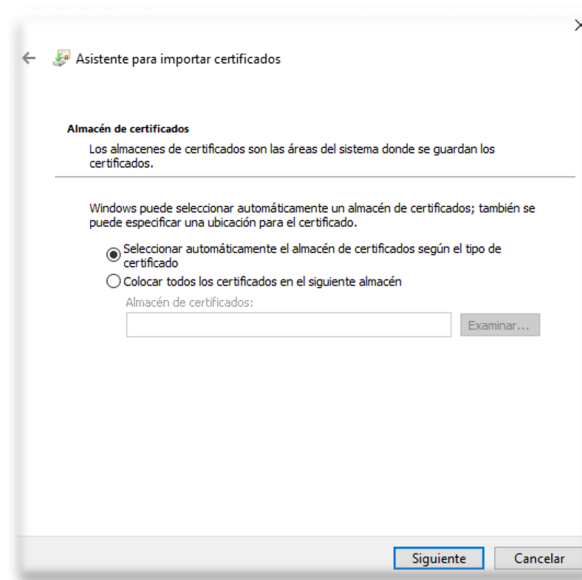 Asistente para importar certificados
Almacén de certificados
Los almacenes de certificados son las áreas del sistema donde se guardan los
certificados.
Windows puede seleccionar automáticamente un almacén de certificados; también se
puede especificar una ubicación para el certificado.
Seleccionar automáticamente el almacén de certificados según el tipo de
certificado
Colocar todos los certificados en el siguiente almacén
Almacén de certificados:
Examinar...
Siguiente
Cancelar